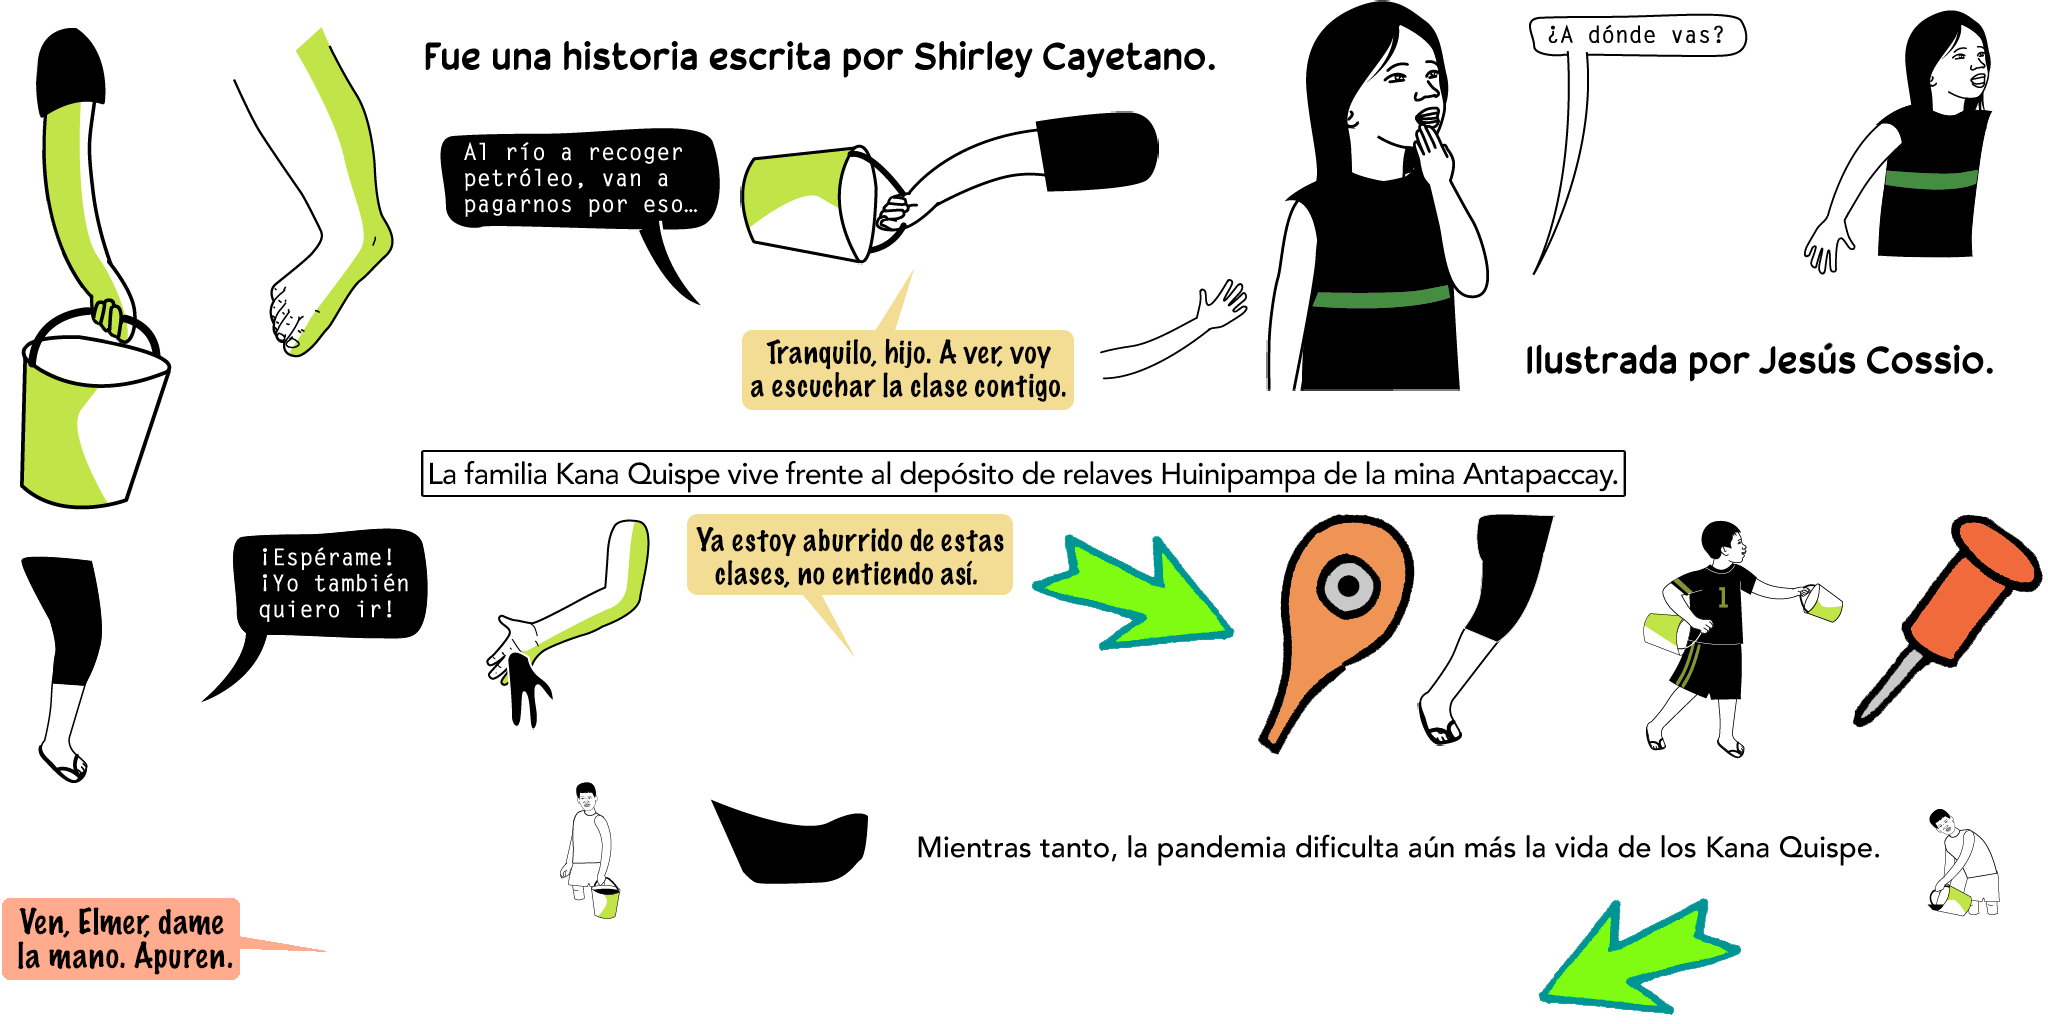 Fue una historia escrita por Shirley Cayetano.
¿A dónde vas?
Al río a recoger
petróleo, van a
pagarnos por eso...
Tranquilo, hijo. A ver, voy
a escuchar la clase contigo.
Ilustrada por Jesús Cossio.
La familia Kana Quispe vive frente al depósito de relaves Huinipampa de la mina Antapaccay.
¡Espérame!
¡Yo también
quiero ir!
Ya estoy aburrido de estas
clases, no entiendo así.
1
Mientras tanto, la pandemia dificulta aún más la vida de los Kana Quispe.
Ven, Elmer, dame
la mano. Apuren.